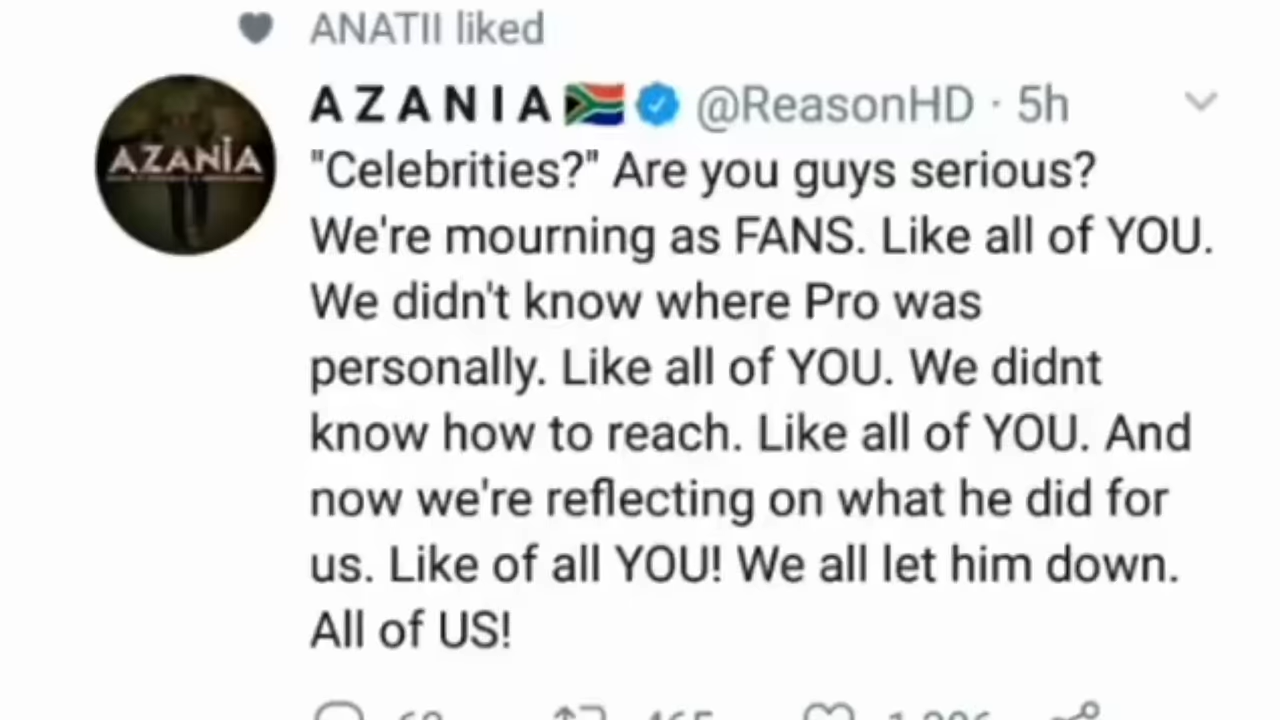 ANATII liked
A Z A N I A🇿🇦 @ReasonHD · 5h
AZANIA
"Celebrities?" Are you guys serious?
We're mourning as FANS. Like all of YOU.
We didn't know where Pro was
personally. Like all of YOU. We didnt
know how to reach. Like all of YOU. And
now we're reflecting on what he did for
us. Like of all YOU! We all let him down.
All of US!